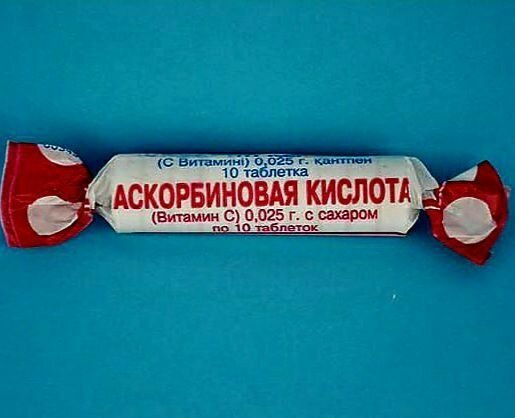 (С Витамині) 0,025 г. қантпен
10 таблетка
АСКОРБИНОВАЯ КИСЛОТА
(Витамин С) 0,025 г. с сахаром
по 10 таблеток